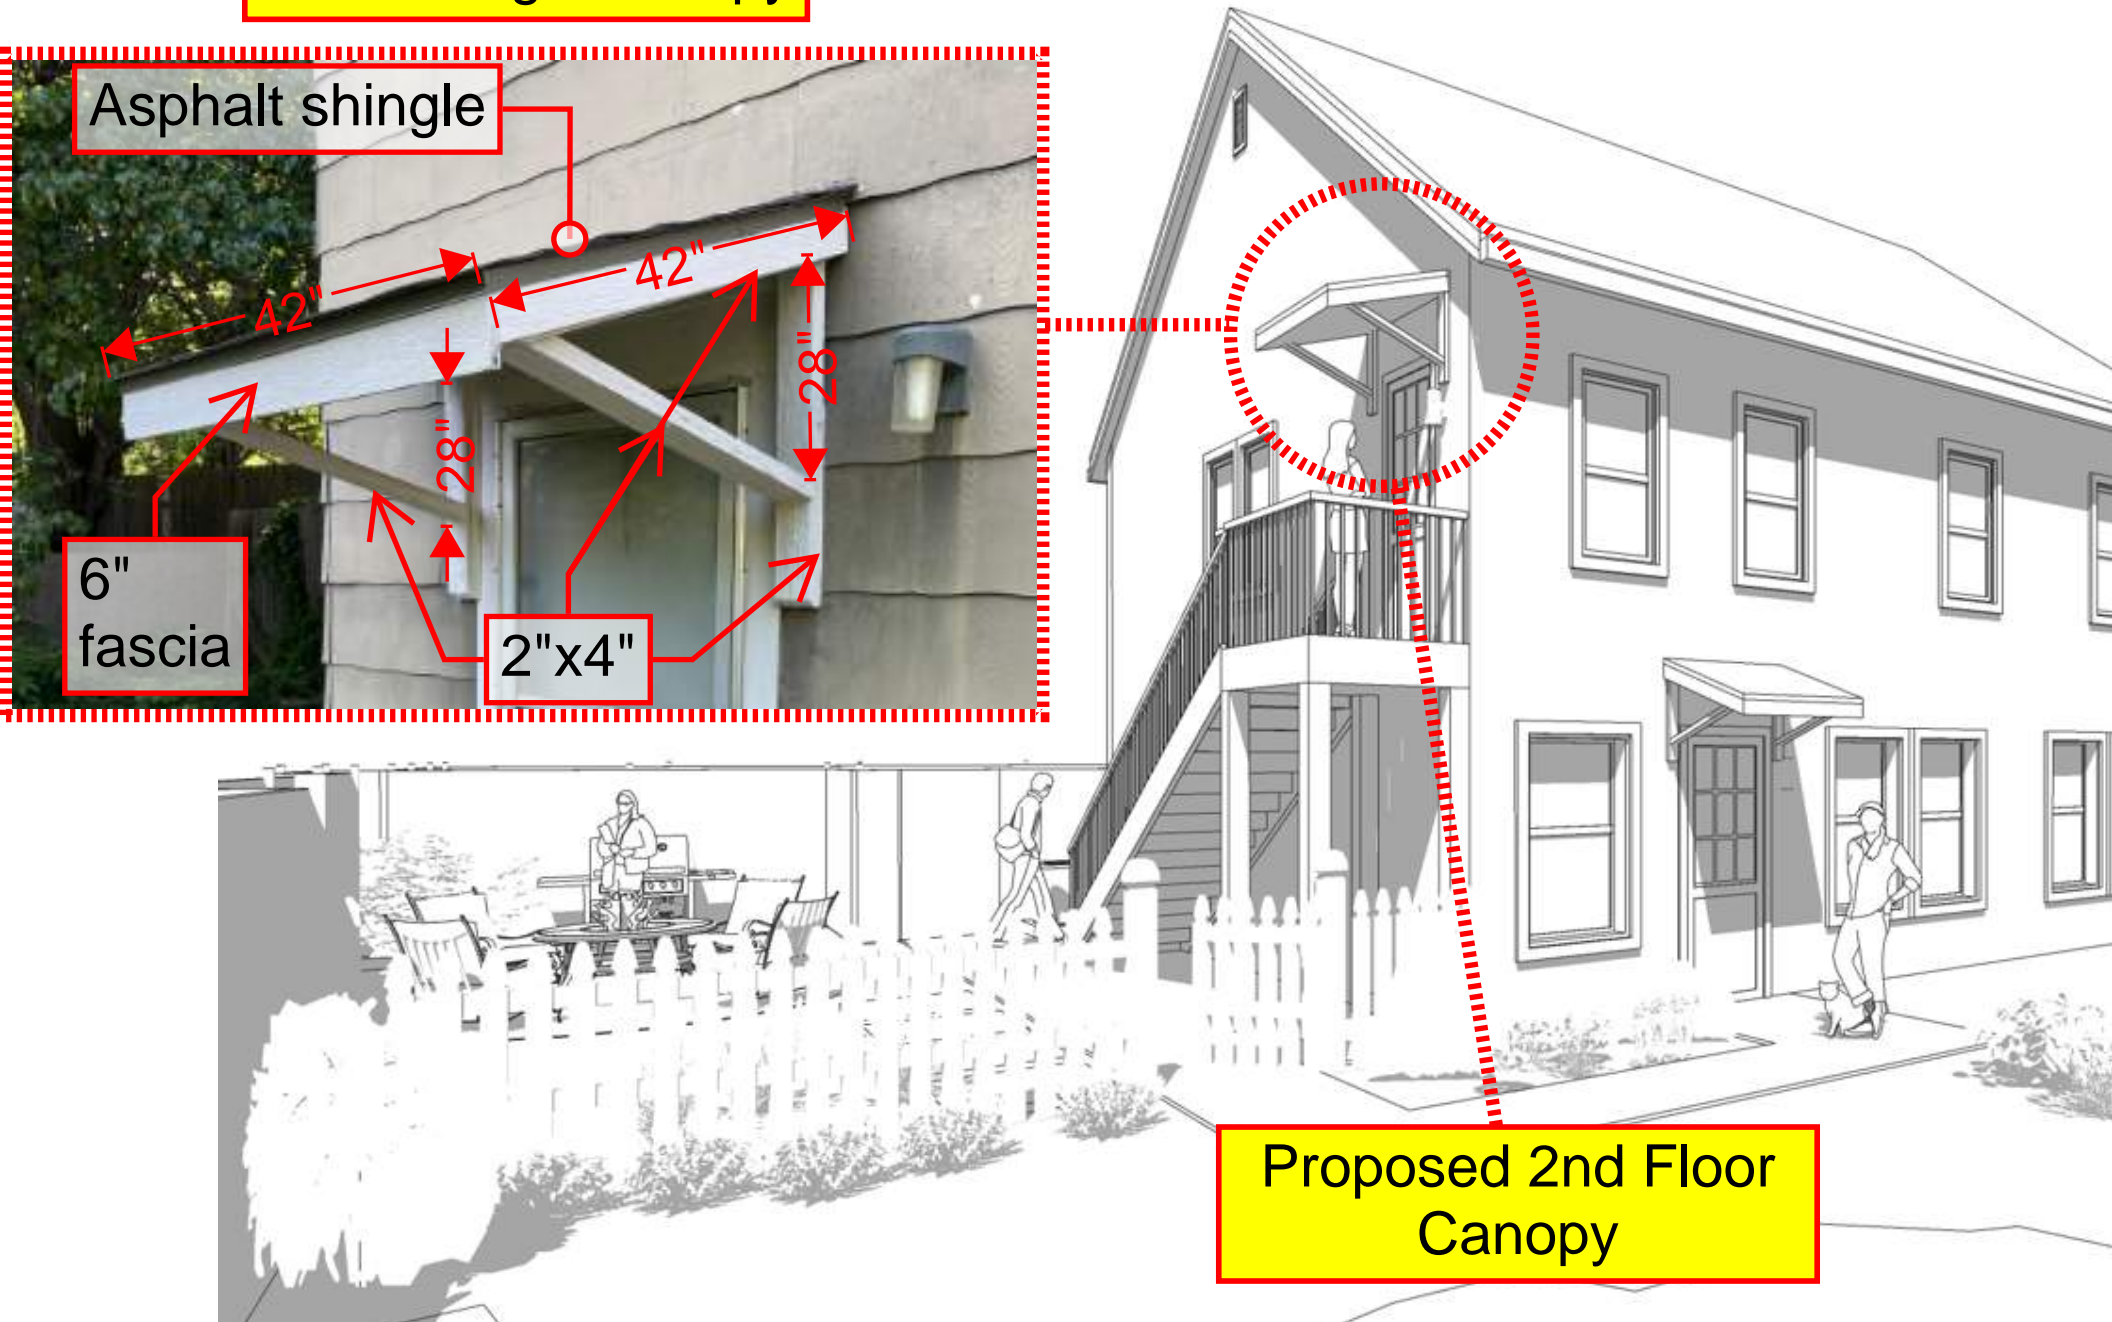 Asphalt shingle
42"
42"
28"
28"
6"
fascia
2"x4"
Proposed 2nd Floor
Canopy